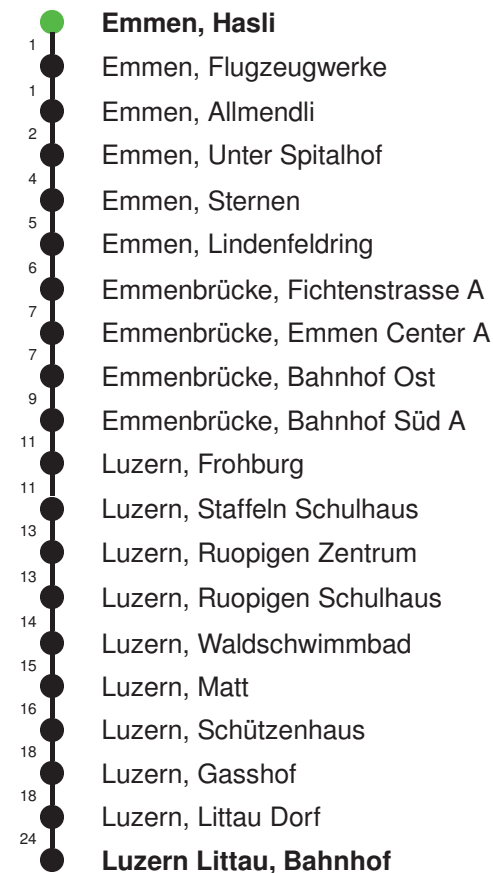 Emmen, Hasli
1
Emmen, Flugzeugwerke
1
Emmen, Allmendli
2
Emmen, Unter Spitalhof
4
Emmen, Sternen
5
Emmen, Lindenfeldring
6
Emmenbrücke, Fichtenstrasse A
7
Emmenbrücke, Emmen Center A
7
Emmenbrücke, Bahnhof Ost
9
Emmenbrücke, Bahnhof Süd A
11
Luzern, Frohburg
11
Luzern, Staffeln Schulhaus
13
Luzern, Ruopigen Zentrum
13
Luzern, Ruopigen Schulhaus
14
Luzern, Waldschwimmbad
15
Luzern, Matt
16
Luzern, Schützenhaus
18
Luzern, Gasshof
18
Luzern, Littau Dorf
24
Luzern Littau, Bahnhof